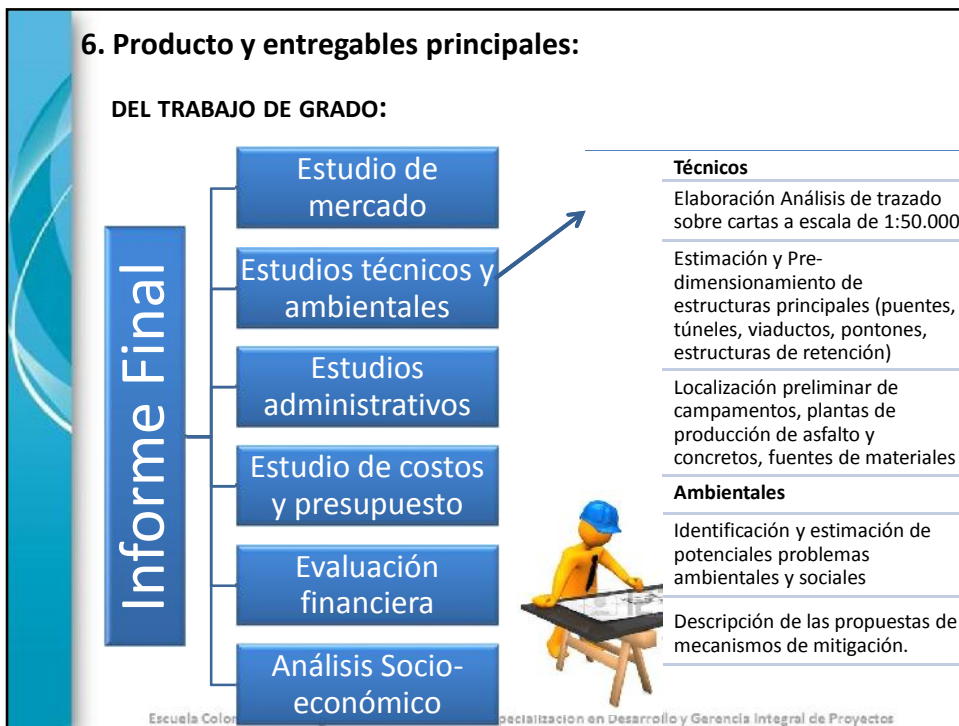 6. Producto y entregables principales:
DEL TRABAJO DE GRADO:
Informe Final
Estudio de
mercado
Estudios técnicos y
ambientales
Estudios
administrativos
Estudio de costos
y presupuesto
Evaluación
financiera
Análisis Socio-
económico
Técnicos
Elaboración Análisis de trazado
sobre cartas a escala de 1:50.000
Estimación y Pre-
dimensionamiento de
estructuras principales (puentes,
túneles, viaductos, pontones,
estructuras de retención)
Localización preliminar de
campamentos, plantas de
producción de asfalto y
concretos, fuentes de materiales
Ambientales
Identificación y estimación de
potenciales problemas
ambientales y sociales
Descripción de las propuestas de
mecanismos de mitigación.
Escuela en Desarrollo y Gerencia Integral de Proyectos